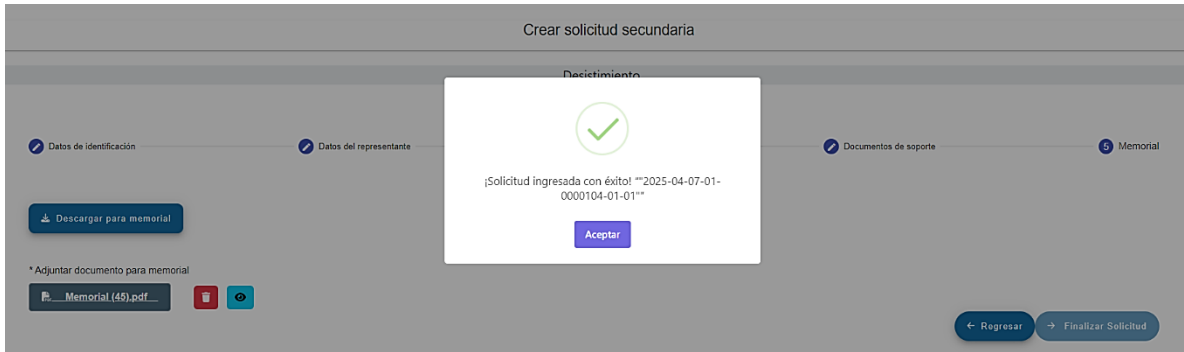 Crear solicitud secundaria
Desistimiento
Datos de identificación
Datos del representante
Documentos de soporte
5 Memorial
¡Solicitud ingresada con éxito! ""2025-04-07-01-
0000104-01-01""
Aceptar
Descargar para memorial
* Adjuntar documento para memorial
Memorial (45).pdf
Regresar
Finalizar Solicitud